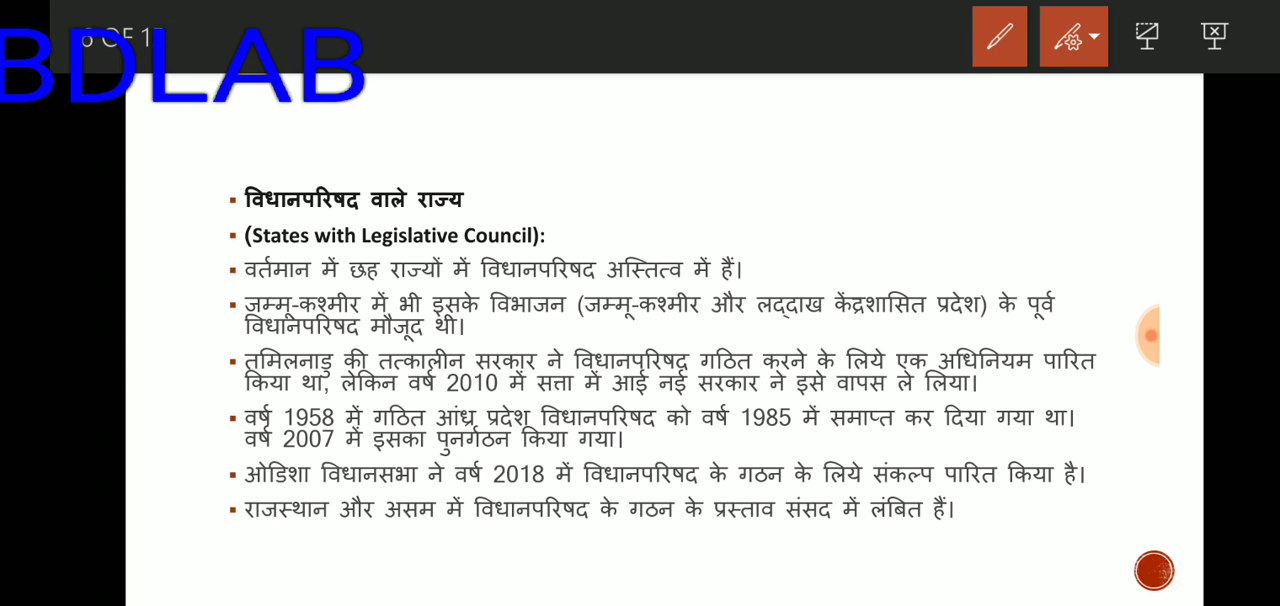 6 OF 1
BDLAB
विधानपरिषद वाले राज्य
(States with Legislative Council):
वर्तमान में छह राज्यों में विधानपरिषद अस्तित्व में हैं।
जम्मू-कश्मीर में भी इसके विभाजन (जम्मू-कश्मीर और लद्दाख केंद्रशासित प्रदेश) के पूर्व
विधानपरिषद मौजूद थी।
तमिलनाडु की तत्कालीन सरकार ने विधानपरिषद गठित करने के लिये एक अधिनियम पारित
किया था, लेकिन वर्ष 2010 में सत्ता में आई नई सरकार ने इसे वापस ले लिया।
वर्ष 1958 में गठित आंध्र प्रदेश विधानपरिषद को वर्ष 1985 में समाप्त कर दिया गया था।
वर्ष 2007 में इसका पुनर्गठन किया गया।
ओडिशा विधानसभा ने वर्ष 2018 में विधानपरिषद के गठन के लिये संकल्प पारित किया है।
राजस्थान और असम में विधानपरिषद के गठन के प्रस्ताव संसद में लंबित हैं।